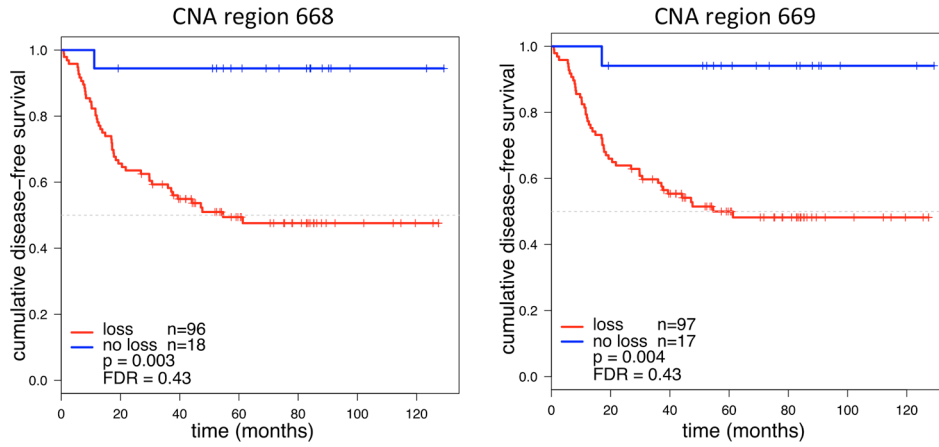 CNA region 668
1.0
0.8
0.6
0.4
0.2
0.0
cumulative disease-free survival
loss n=96
no loss n=18
p = 0.003
FDR = 0.43
0 20 40 60 80 100 120
time (months)
CNA region 669
1.0
0.8
0.6
0.4
0.2
0.0
cumulative disease-free survival
loss n=97
no loss n=17
p = 0.004
FDR = 0.43
0 20 40 60 80 100 120
time (months)